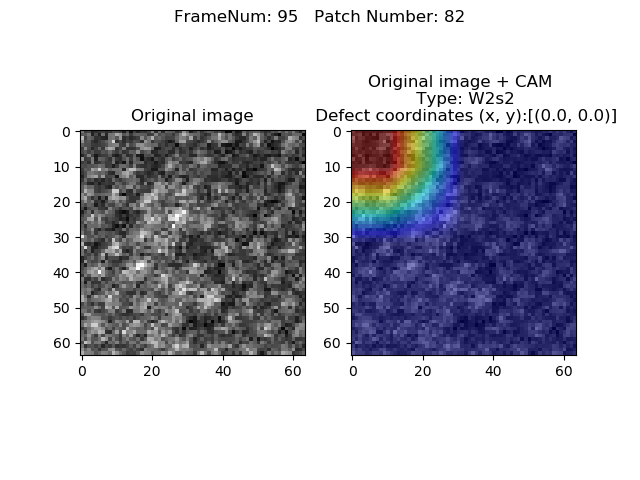 FrameNum: 95   Patch Number: 82
Original image
0
10
20
30
40
50
60
0 20 40 60
Original image + CAM
Type: W2s2
Defect coordinates (x, y):[(0.0, 0.0)]
0
10
20
30
40
50
60
0 20 40 60